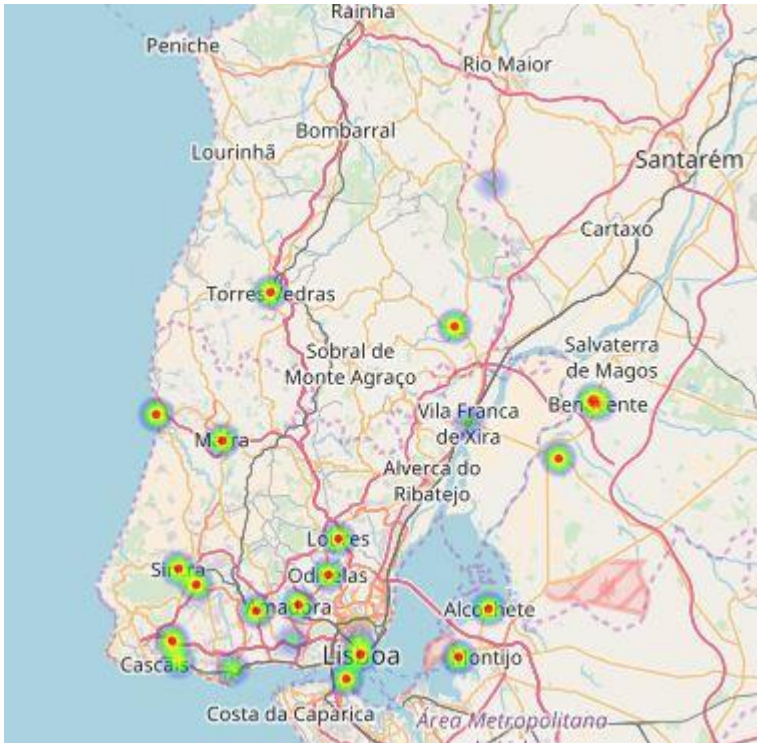 Rainha
Peniche
Rio Maior
Bombarral
Lourinhã
Santarém
Cartaxo
Torres Vedras
Sobral de
Monte Agraço
Salvaterra
de Magos
Benavente
Vila Franca
de Xira
Mafra
Alverca do
Ribatejo
Loures
Sintra
Odivelas
Amadora
Alcochete
Lisboa
Cascais
Montijo
Costa da Caparica
Área Metropolitana